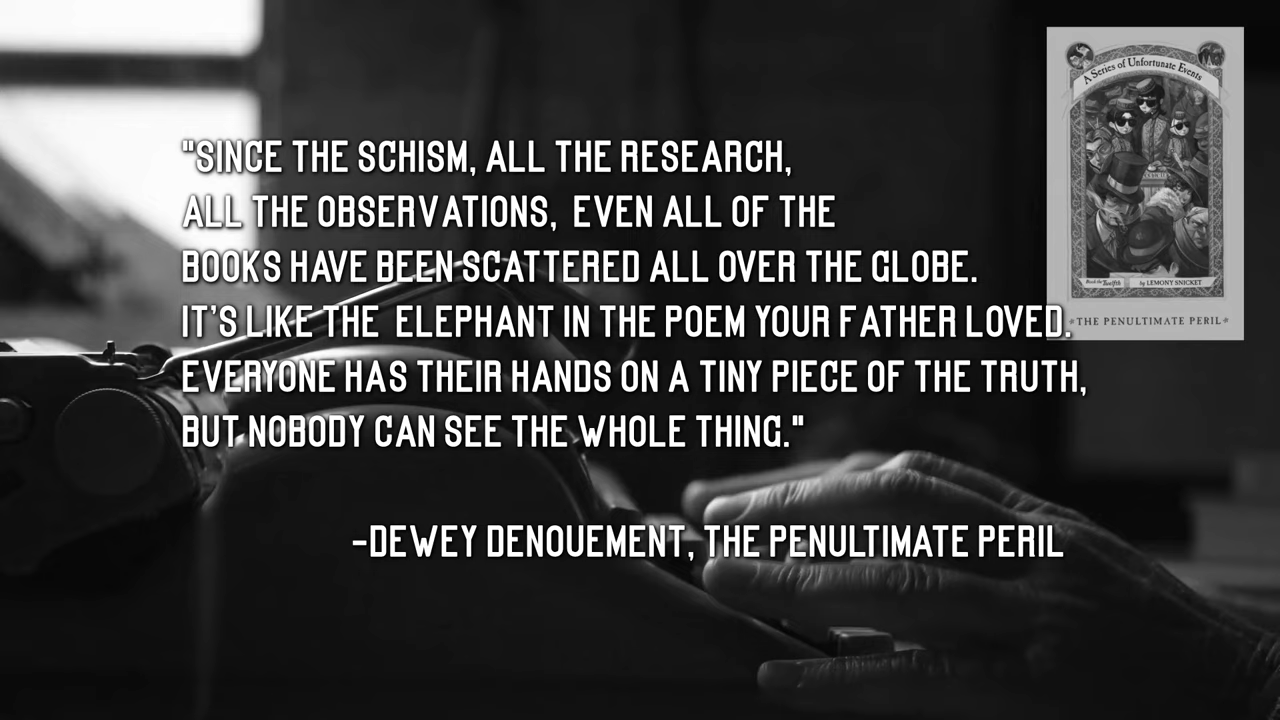 "SINCE THE SCHISM, ALL THE RESEARCH,
ALL THE OBSERVATIONS, EVEN ALL OF THE
BOOKS HAVE BEEN SCATTERED ALL OVER THE GLOBE.
IT'S LIKE THE ELEPHANT IN THE POEM YOUR FATHER LOVED.
EVERYONE HAS THEIR HANDS ON A TINY PIECE OF THE TRUTH,
BUT NOBODY CAN SEE THE WHOLE THING."
-DEWEY DENOUEMENT, THE PENULTIMATE PERIL
A Series of Unfortunate Events
Book the Twelfth
by LEMONY SNICKET
*THE PENULTIMATE PERIL*